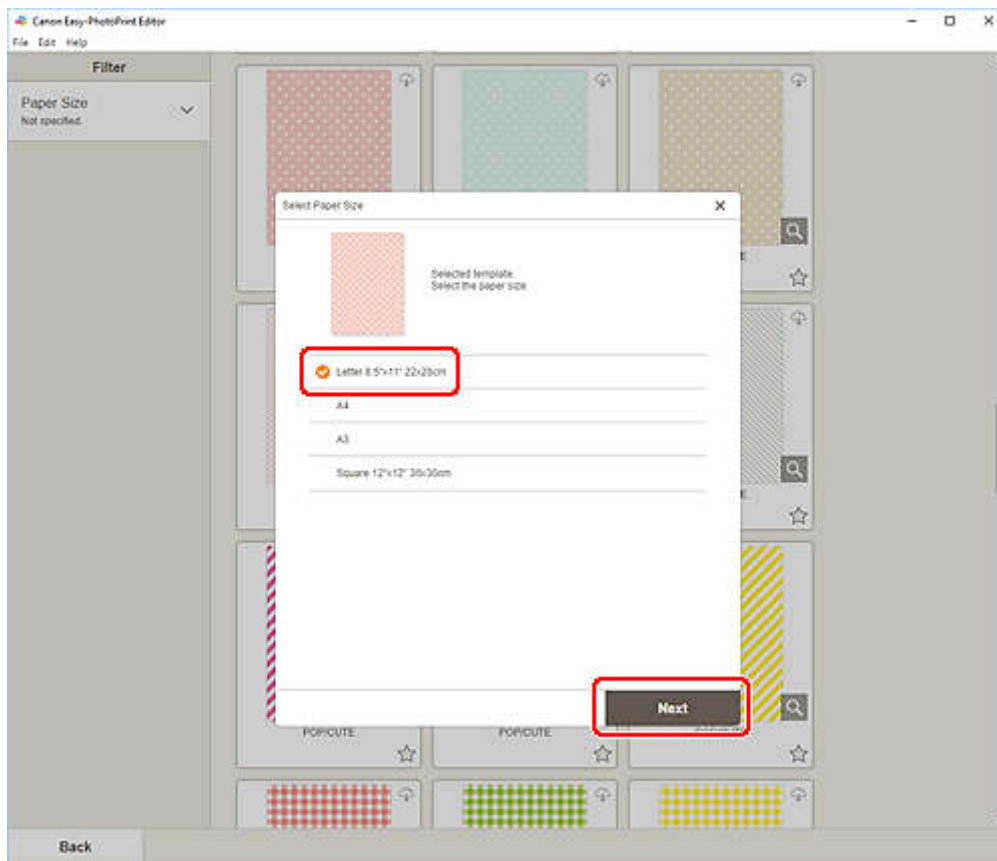 Canon Easy-PhotoPrint Editor
File Edit Help
Filter
Paper Size
Not specified.
Select Paper Size
Selected template.
Select the paper size.
Letter 8.5"x11" 22x28cm
A4
A3
Square 12"x12" 30x30cm
Next
POP/CUTE
POP/CUTE
Back